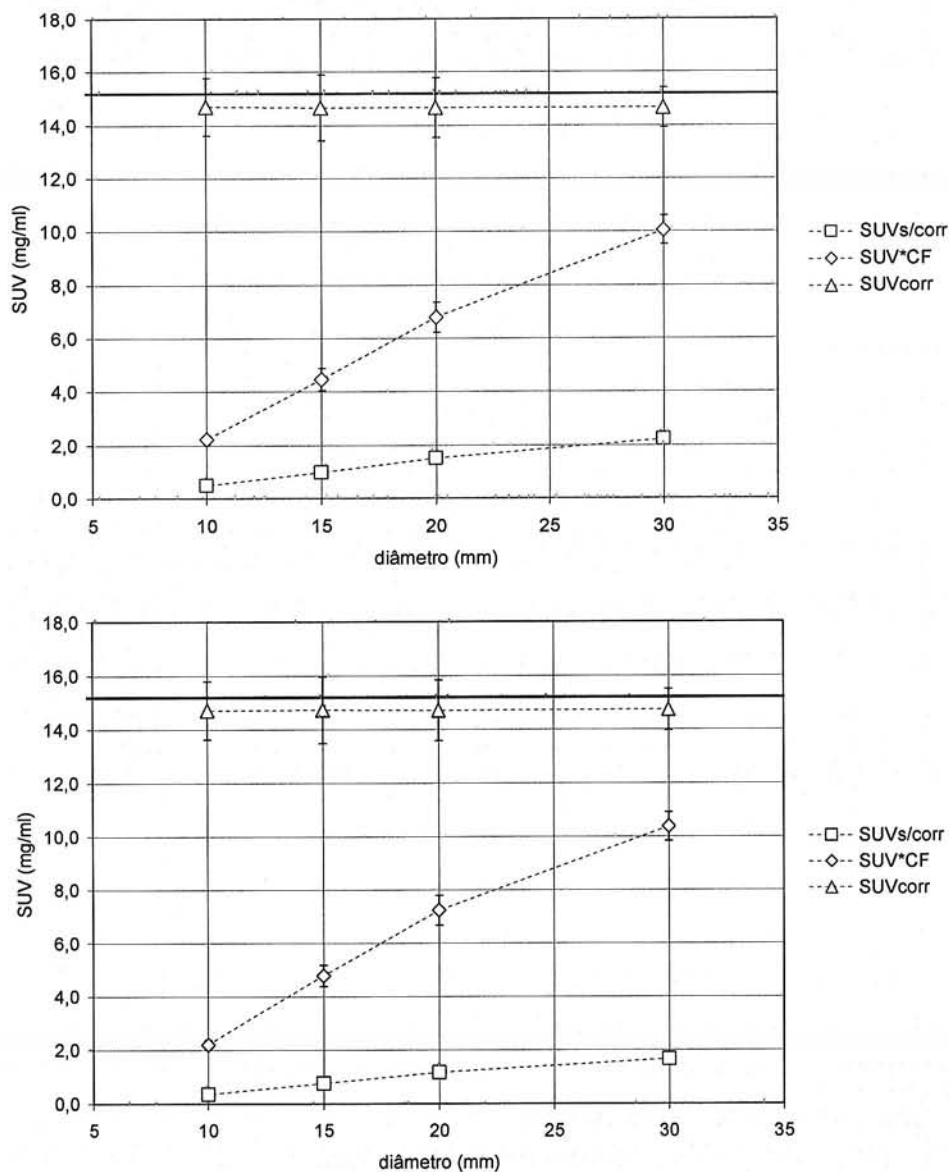 18,0
16,0
14,0
12,0
10,0
8,0
6,0
4,0
2,0
0,0
SUV (mg/ml)
5 10 15 20 25 30 35
diâmetro (mm)
SUVs/corr
SUV*CF
SUVcorr
18,0
16,0
14,0
12,0
10,0
8,0
6,0
4,0
2,0
0,0
SUV (mg/ml)
5 10 15 20 25 30 35
diâmetro (mm)
SUVs/corr
SUV*CF
SUVcorr